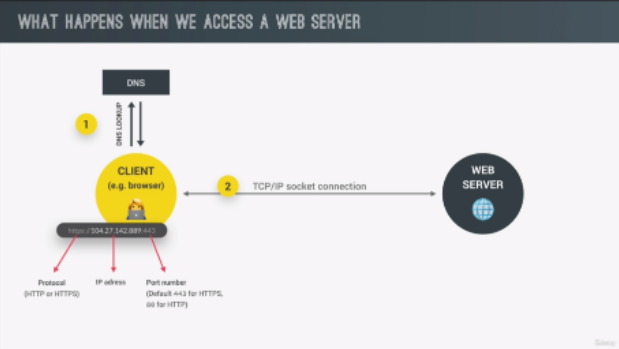 WHAT HAPPENS WHEN WE ACCESS A WEB SERVER
DNS
1
DNS LOOKUP
CLIENT
(e.g. browser)
2
TCP/IP socket connection
WEB
SERVER
https://104.27.142.889:443
Protocal
(HTTP or HTTPS)
IP adress
Port number
(Default 443 for HTTPS,
80 for HTTP)
Udemy